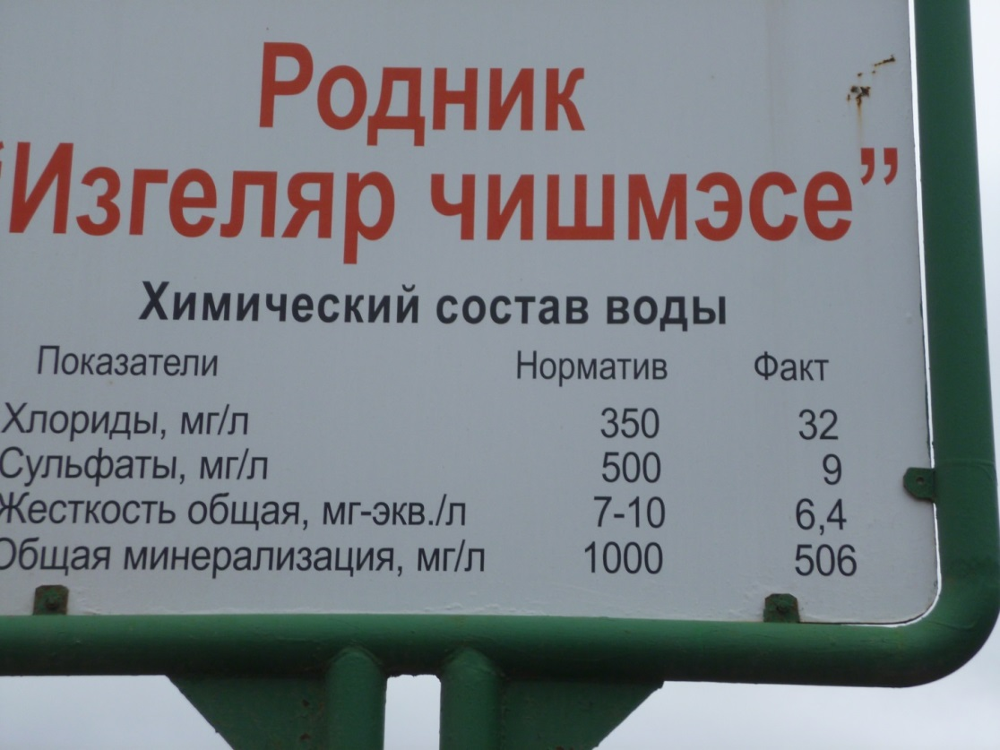 Родник
“Изгеляр чишмэсе”
Химический состав воды
Показатели Норматив Факт
Хлориды, мг/л 350 32
Сульфаты, мг/л 500 9
Жесткость общая, мг-экв./л 7-10 6,4
Общая минерализация, мг/л 1000 506